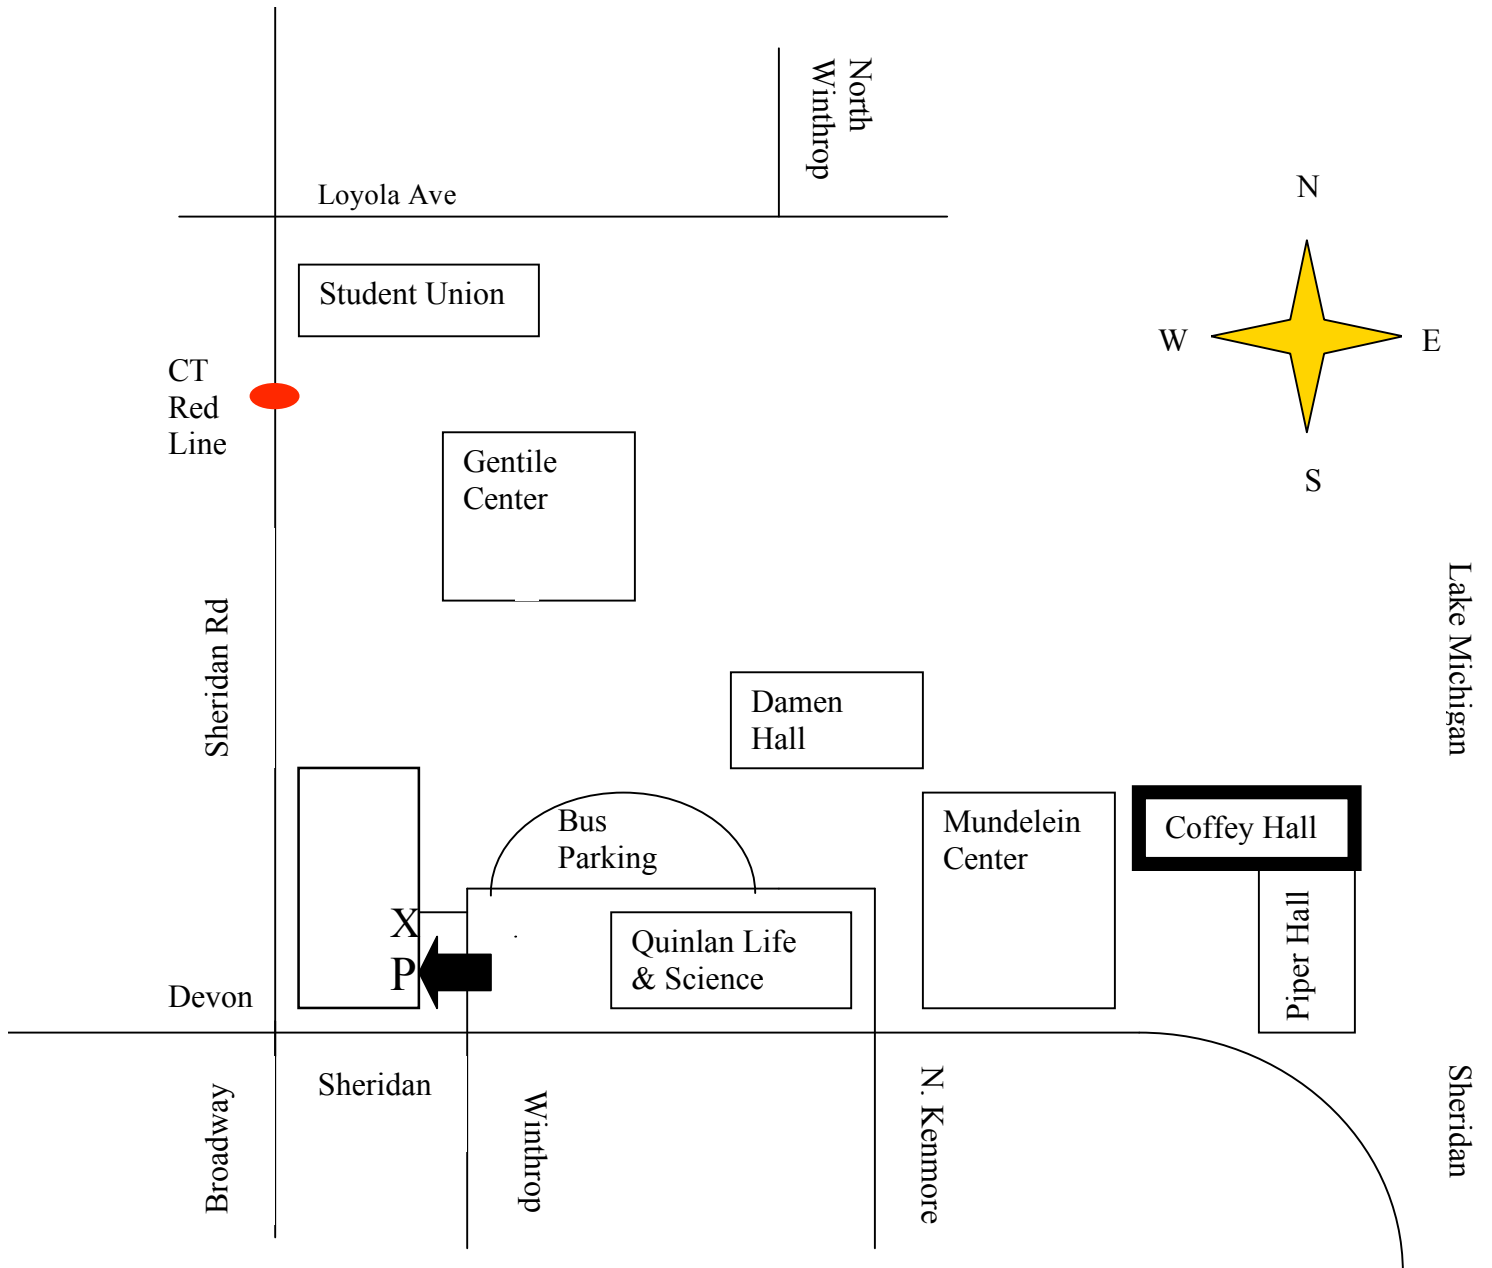 North
Winthrop
Loyola Ave
N
Student Union
W
E
CT
Red
Line
Gentile
Center
S
Sheridan Rd
Lake Michigan
Damen
Hall
Bus
Parking
Mundelein
Center
Coffey Hall
X
P
Quinlan Life
& Science
Piper Hall
Devon
Sheridan
Broadway
Winthrop
N. Kenmore
Sheridan